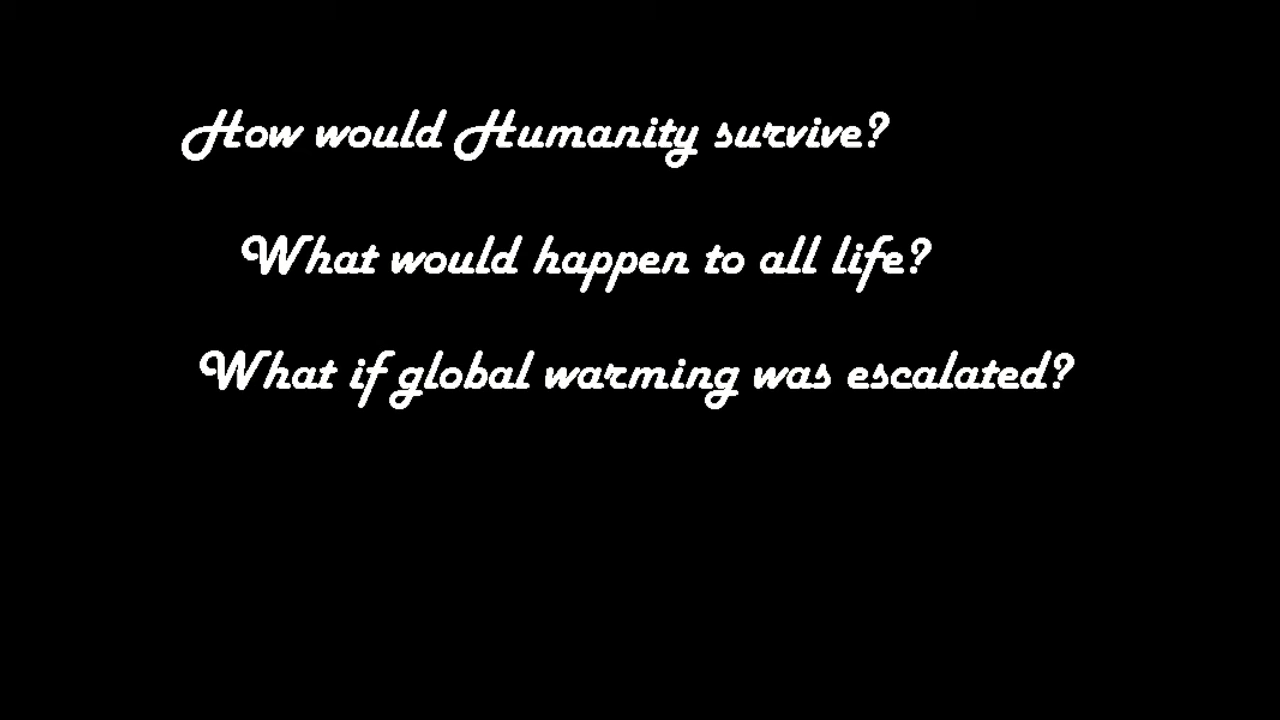 How would Humanity survive?
What would happen to all life?
What if global warming was escalated?